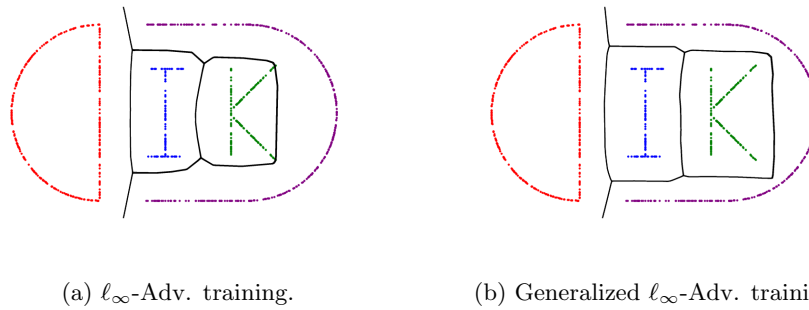 I K
(a) ℓ∞-Adv. training.
(b) Generalized ℓ∞-Adv. traini